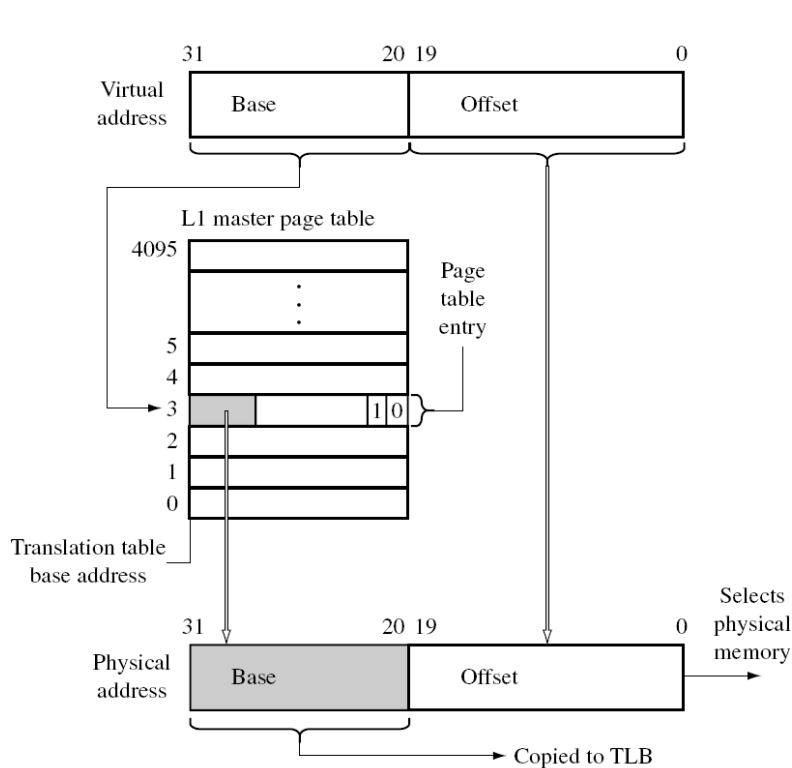 31 20 19 0
Virtual
address
Base
Offset
L1 master page table
4095
Page
table
entry
.
.
.
5
4
3
1 0
2
1
0
Translation table
base address
31 20 19 0
Selects
physical
memory
Physical
address
Base
Offset
Copied to TLB